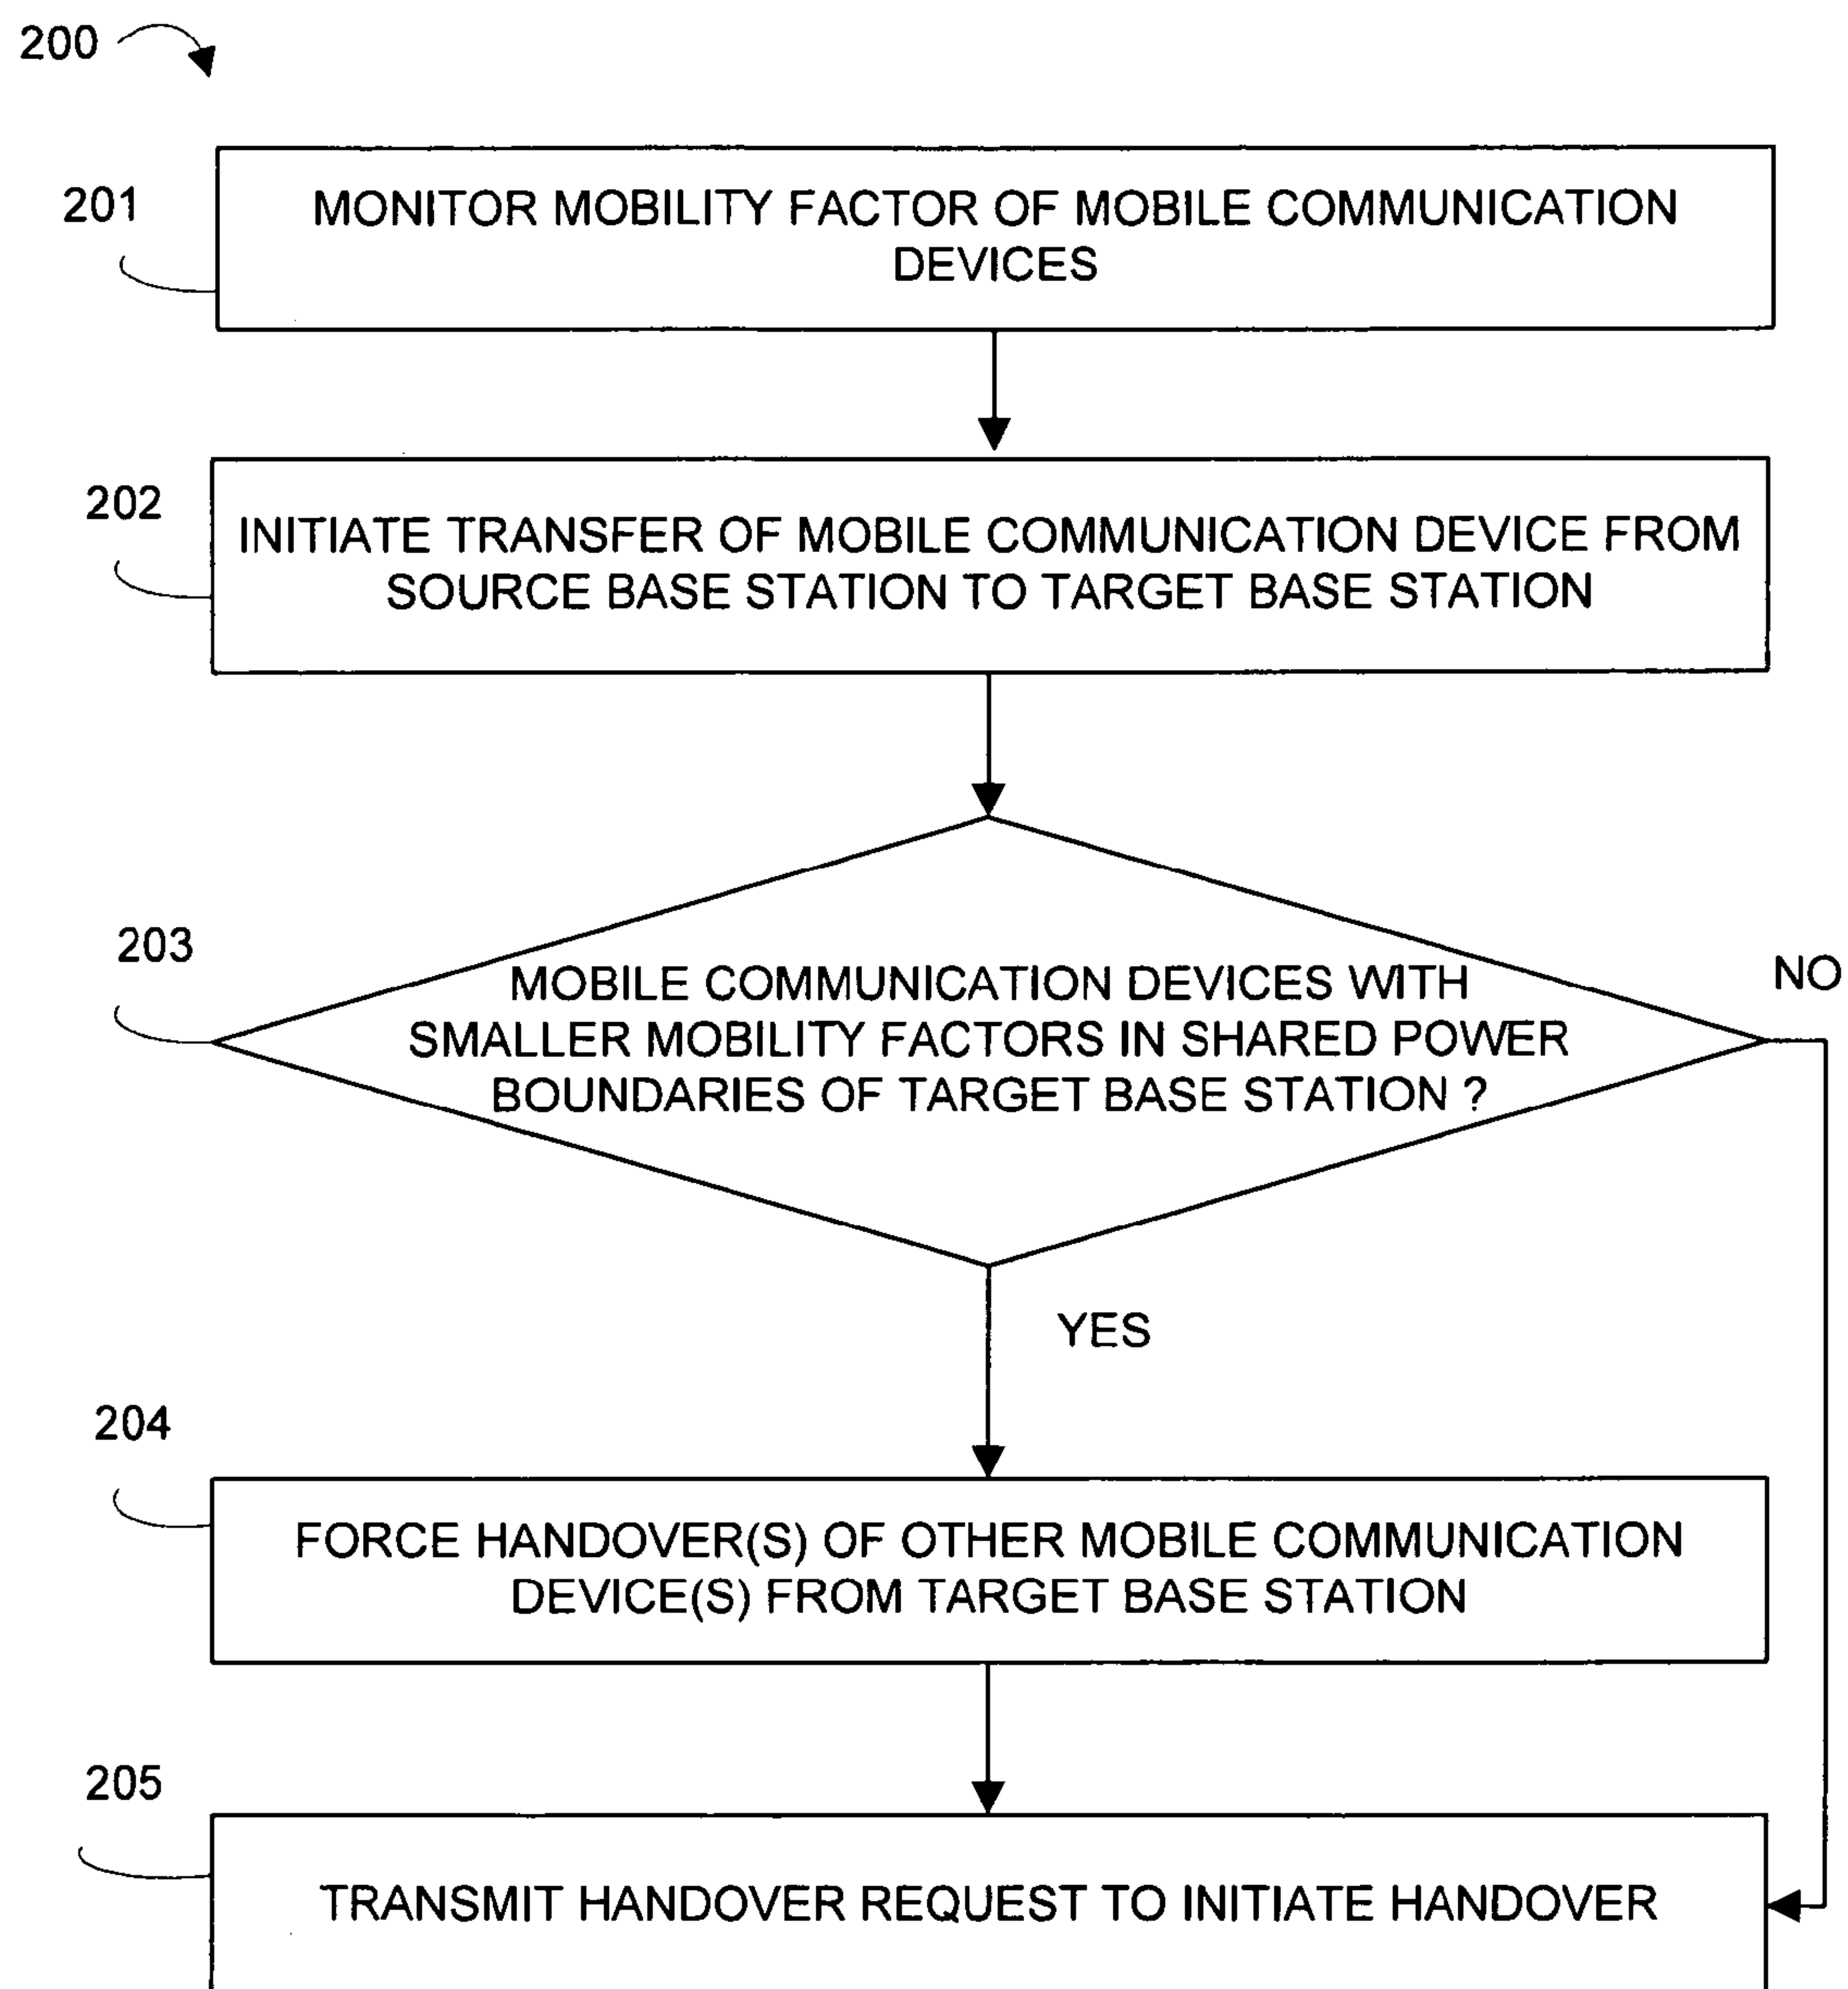 200
201
MONITOR MOBILITY FACTOR OF MOBILE COMMUNICATION
DEVICES
202
INITIATE TRANSFER OF MOBILE COMMUNICATION DEVICE FROM
SOURCE BASE STATION TO TARGET BASE STATION
203
MOBILE COMMUNICATION DEVICES WITH
SMALLER MOBILITY FACTORS IN SHARED POWER
BOUNDARIES OF TARGET BASE STATION ?
NO
YES
204
FORCE HANDOVER(S) OF OTHER MOBILE COMMUNICATION
DEVICE(S) FROM TARGET BASE STATION
205
TRANSMIT HANDOVER REQUEST TO INITIATE HANDOVER